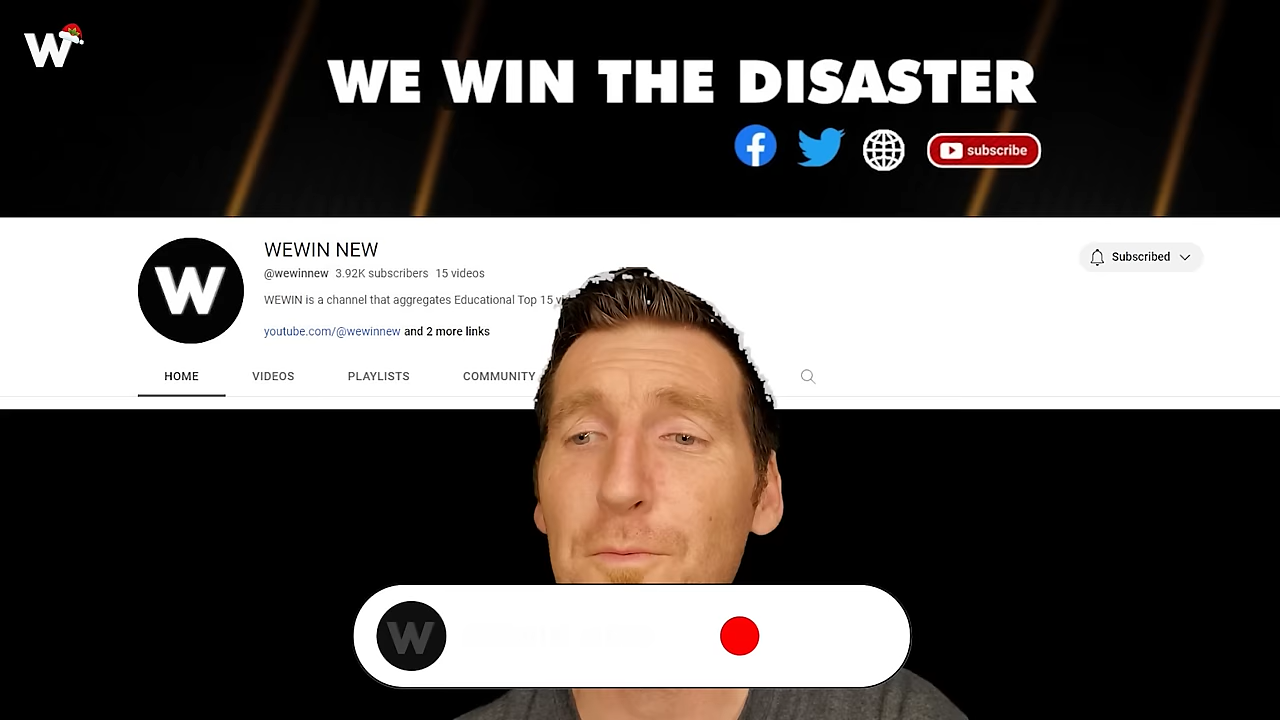 W
WE WIN THE DISASTER
f
subscribe
W
WEWIN NEW
@wewinnew 3.92K subscribers 15 videos
Subscribed
WEWIN is a channel that aggregates Educational Top 15
youtube.com/@wewinnew and 2 more links
HOME VIDEOS PLAYLISTS COMMUNITY
W